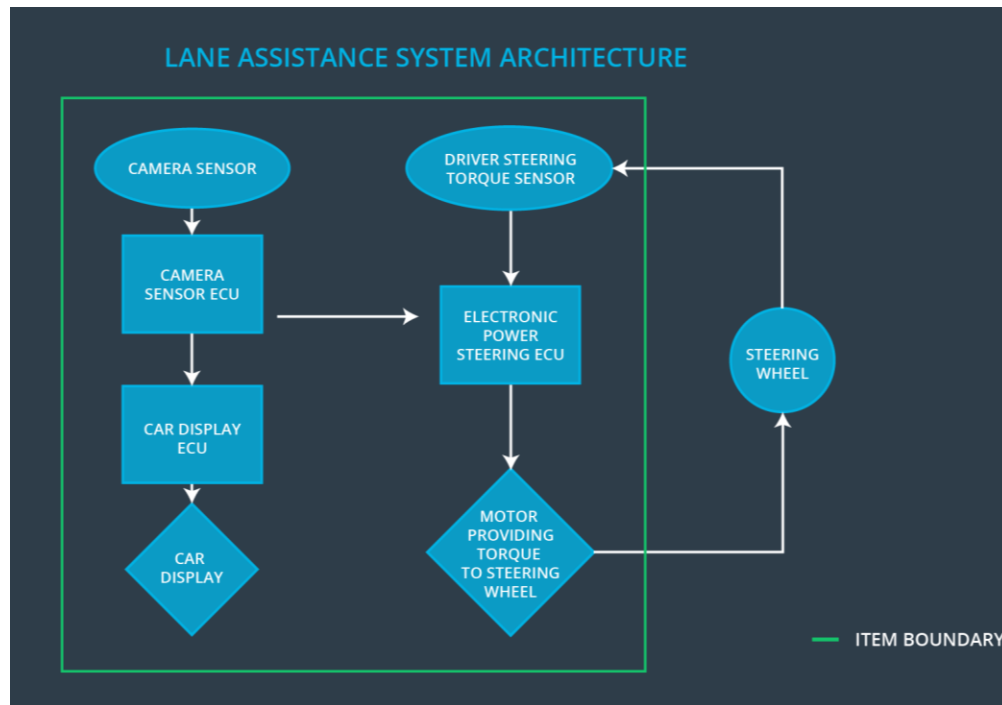 LANE ASSISTANCE SYSTEM ARCHITECTURE
CAMERA SENSOR
DRIVER STEERING
TORQUE SENSOR
CAMERA
SENSOR ECU
ELECTRONIC
POWER
STEERING ECU
STEERING
WHEEL
CAR DISPLAY
ECU
MOTOR
PROVIDING
TORQUE
TO STEERING
WHEEL
CAR
DISPLAY
ITEM BOUNDARY